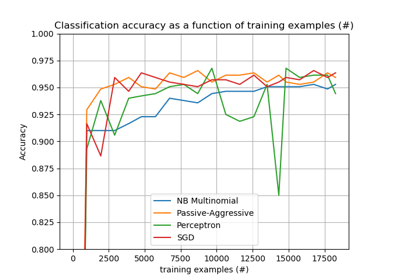 Classification accuracy as a function of training examples (#)
1.000
0.975
0.950
0.925
0.900
0.875
0.850
0.825
0.800
Accuracy
NB Multinomial
Passive-Aggressive
Perceptron
SGD
0 2500 5000 7500 10000 12500 15000 17500
training examples (#)